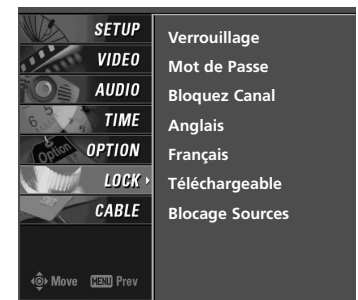 SETUP
VIDEO
AUDIO
TIME
OPTION
LOCK
CABLE
Move MENU Prev
Verrouillage
Mot de Passe
Bloquez Canal
Anglais
Français
Téléchargeable
Blocage Sources